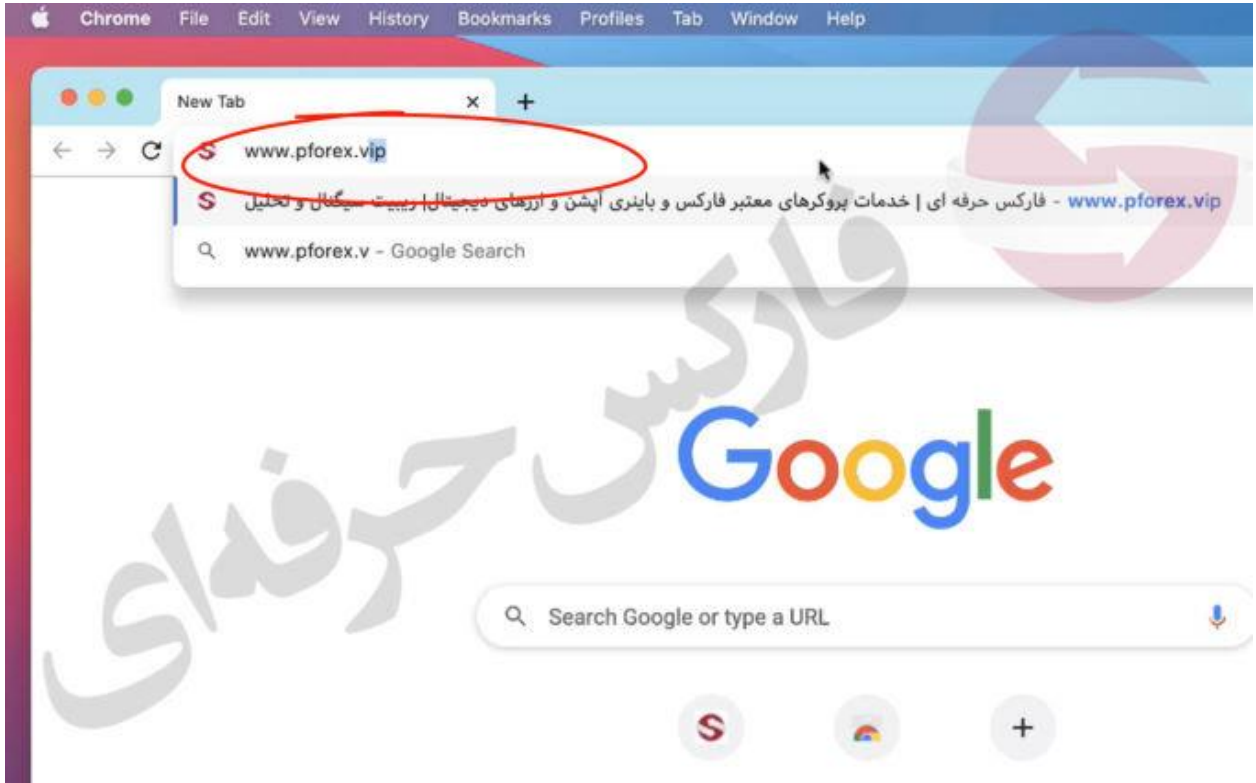 Chrome File Edit View History Bookmarks Profiles Tab Window Help
New Tab
www.pforex.vip
www.pforex.vip - فارکس حرفه ای | خدمات بروکرهای معتبر فارکس و باینری آپشن و ارزهای دیجیتال| ریبیت سیگنال و تحلیل
www.pforex.v - Google Search
فارکس حرفه‌ای
Google
Search Google or type a URL